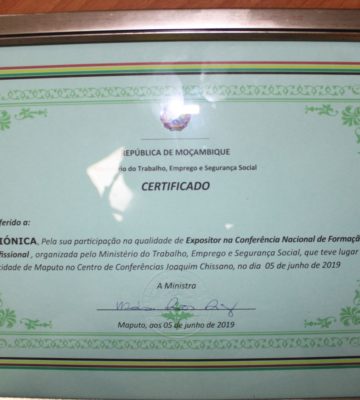 REPÚBLICA DE MOÇAMBIQUE
do Trabalho, Emprego e Segurança Social
CERTIFICADO
ferido a:
IÓNICA, Pela sua participação na qualidade de Expositor na Conferência Nacional de Formaçã
fissional, organizada pelo Ministério do Trabalho, Emprego e Segurança Social, que teve lugar
cidade de Maputo no Centro de Conferências Joaquim Chissano, no dia 05 de junho de 2019
A Ministra
Maputo, aos 05 de junho de 2019